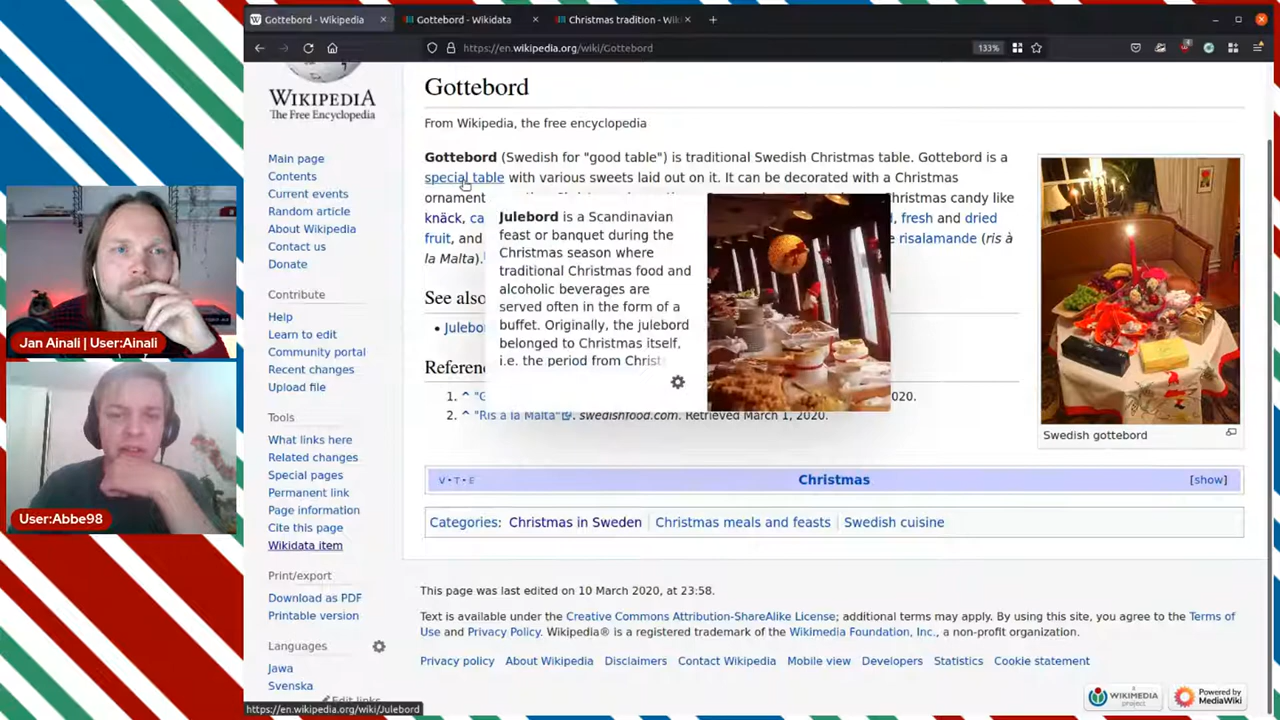 Gottebord - Wikipedia
Gottebord - Wikidata
Christmas tradition - Wik
https://en.wikipedia.org/wiki/Gottebord
133%
WIKIPEDIA
The Free Encyclopedia
Main page
Contents
Current events
Random article
About Wikipedia
Contact us
Donate
Contribute
Help
Learn to edit
Community portal
Recent changes
Upload file
Tools
What links here
Related changes
Special pages
Permanent link
Page information
Cite this page
Wikidata item
Print/export
Download as PDF
Printable version
Languages
Jawa
Svenska
Edit links
Gottebord
From Wikipedia, the free encyclopedia
Gottebord (Swedish for "good table") is traditional Swedish Christmas table. Gottebord is a
special table with various sweets laid out on it. It can be decorated with a Christmas
ornament hristmas candy like
knäck, ca , fresh and dried
fruit, and e risalamande (ris à
la Malta).
Julebord is a Scandinavian
feast or banquet during the
Christmas season where
traditional Christmas food and
alcoholic beverages are
served often in the form of a
buffet. Originally, the julebord
belonged to Christmas itself,
i.e. the period from Christ
See also
• Julebo
Referen
1. ^ "G 020.
2. ^ "Ris a la Malta". swedishfood.com. Retrieved March 1, 2020.
Swedish gottebord
V • T • E Christmas [show]
Categories: Christmas in Sweden | Christmas meals and feasts | Swedish cuisine
This page was last edited on 10 March 2020, at 23:58.
Text is available under the Creative Commons Attribution-ShareAlike License; additional terms may apply. By using this site, you agree to the Terms of
Use and Privacy Policy. Wikipedia® is a registered trademark of the Wikimedia Foundation, Inc., a non-profit organization.
Privacy policy About Wikipedia Disclaimers Contact Wikipedia Mobile view Developers Statistics Cookie statement
A
WIKIMEDIA
project
Powered by
MediaWiki
https://en.wikipedia.org/wiki/Julebord
Jan Ainali | User:Ainali
User:Abbe98